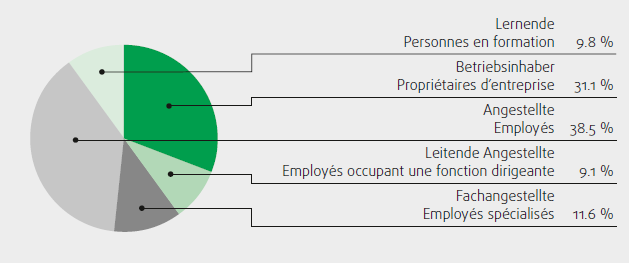 Lernende
Personnes en formation 9.8 %
Betriebsinhaber
Propriétaires d’entreprise 31.1 %
Angestellte
Employés 38.5 %
Leitende Angestellte
Employés occupant une fonction dirigeante 9.1 %
Fachangestellte
Employés spécialisés 11.6 %